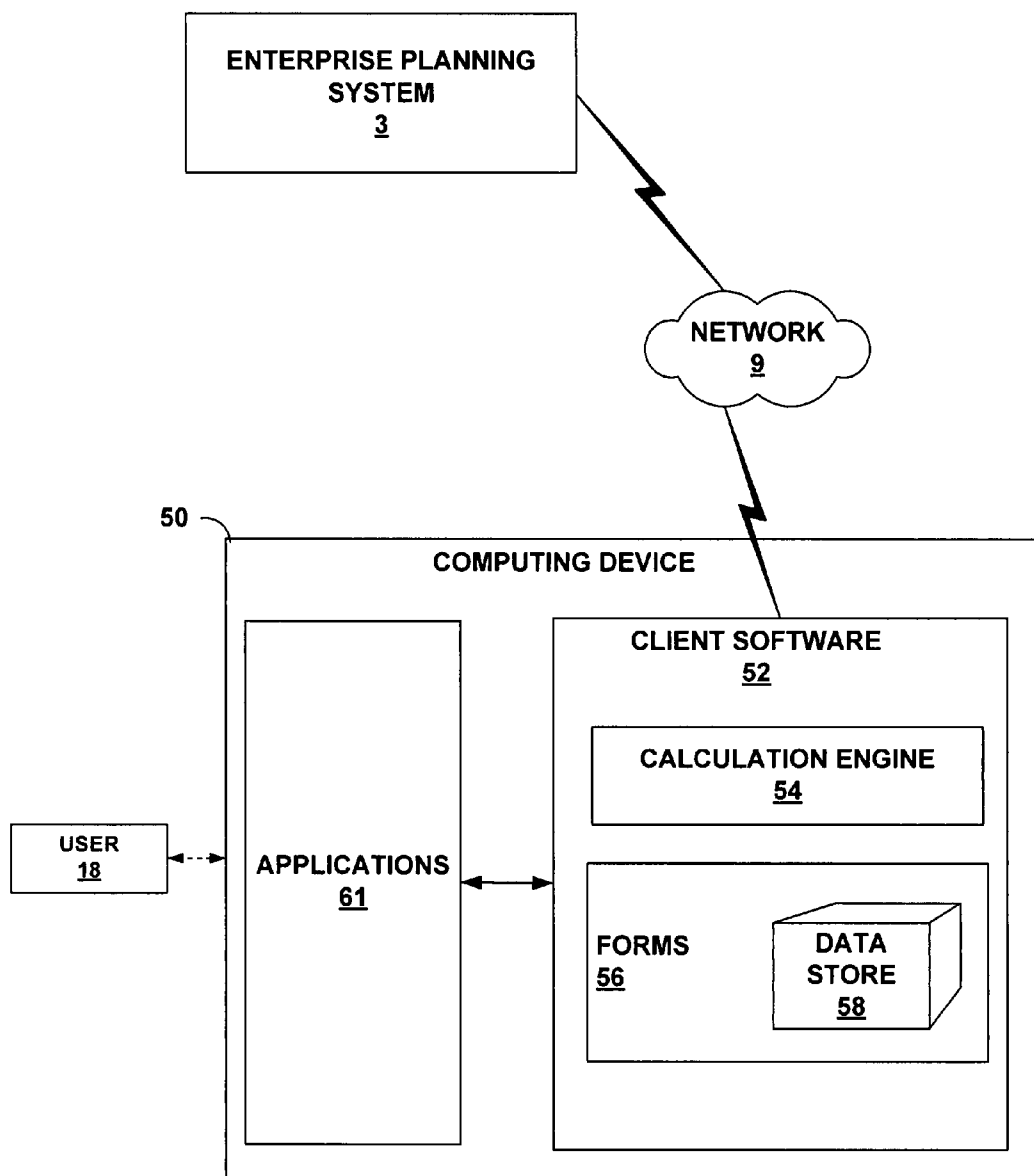 ENTERPRISE PLANNING
SYSTEM
3
NETWORK
9
50
COMPUTING DEVICE
CLIENT SOFTWARE
52
CALCULATION ENGINE
54
USER
18
APPLICATIONS
61
FORMS
56
DATA
STORE
58